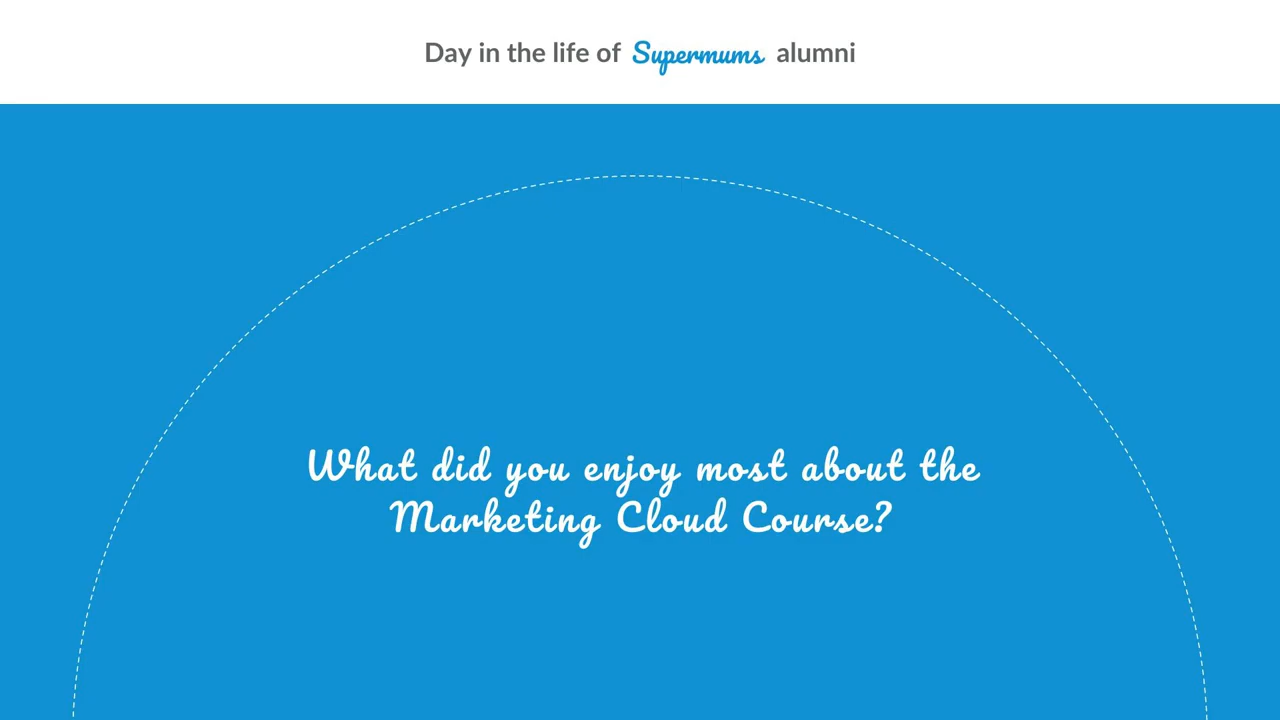 Day in the life of Supermums alumni
What did you enjoy most about the
Marketing Cloud Course?